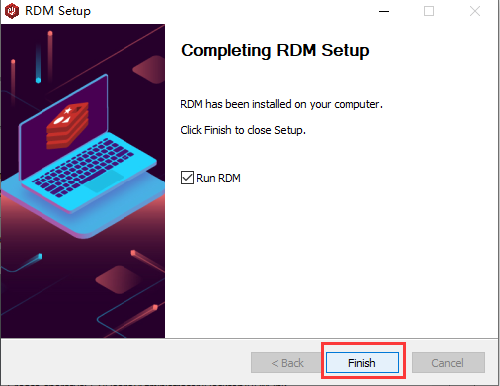 RDM Setup
Completing RDM Setup
RDM has been installed on your computer.
Click Finish to close Setup.
Run RDM
< Back
Finish
Cancel